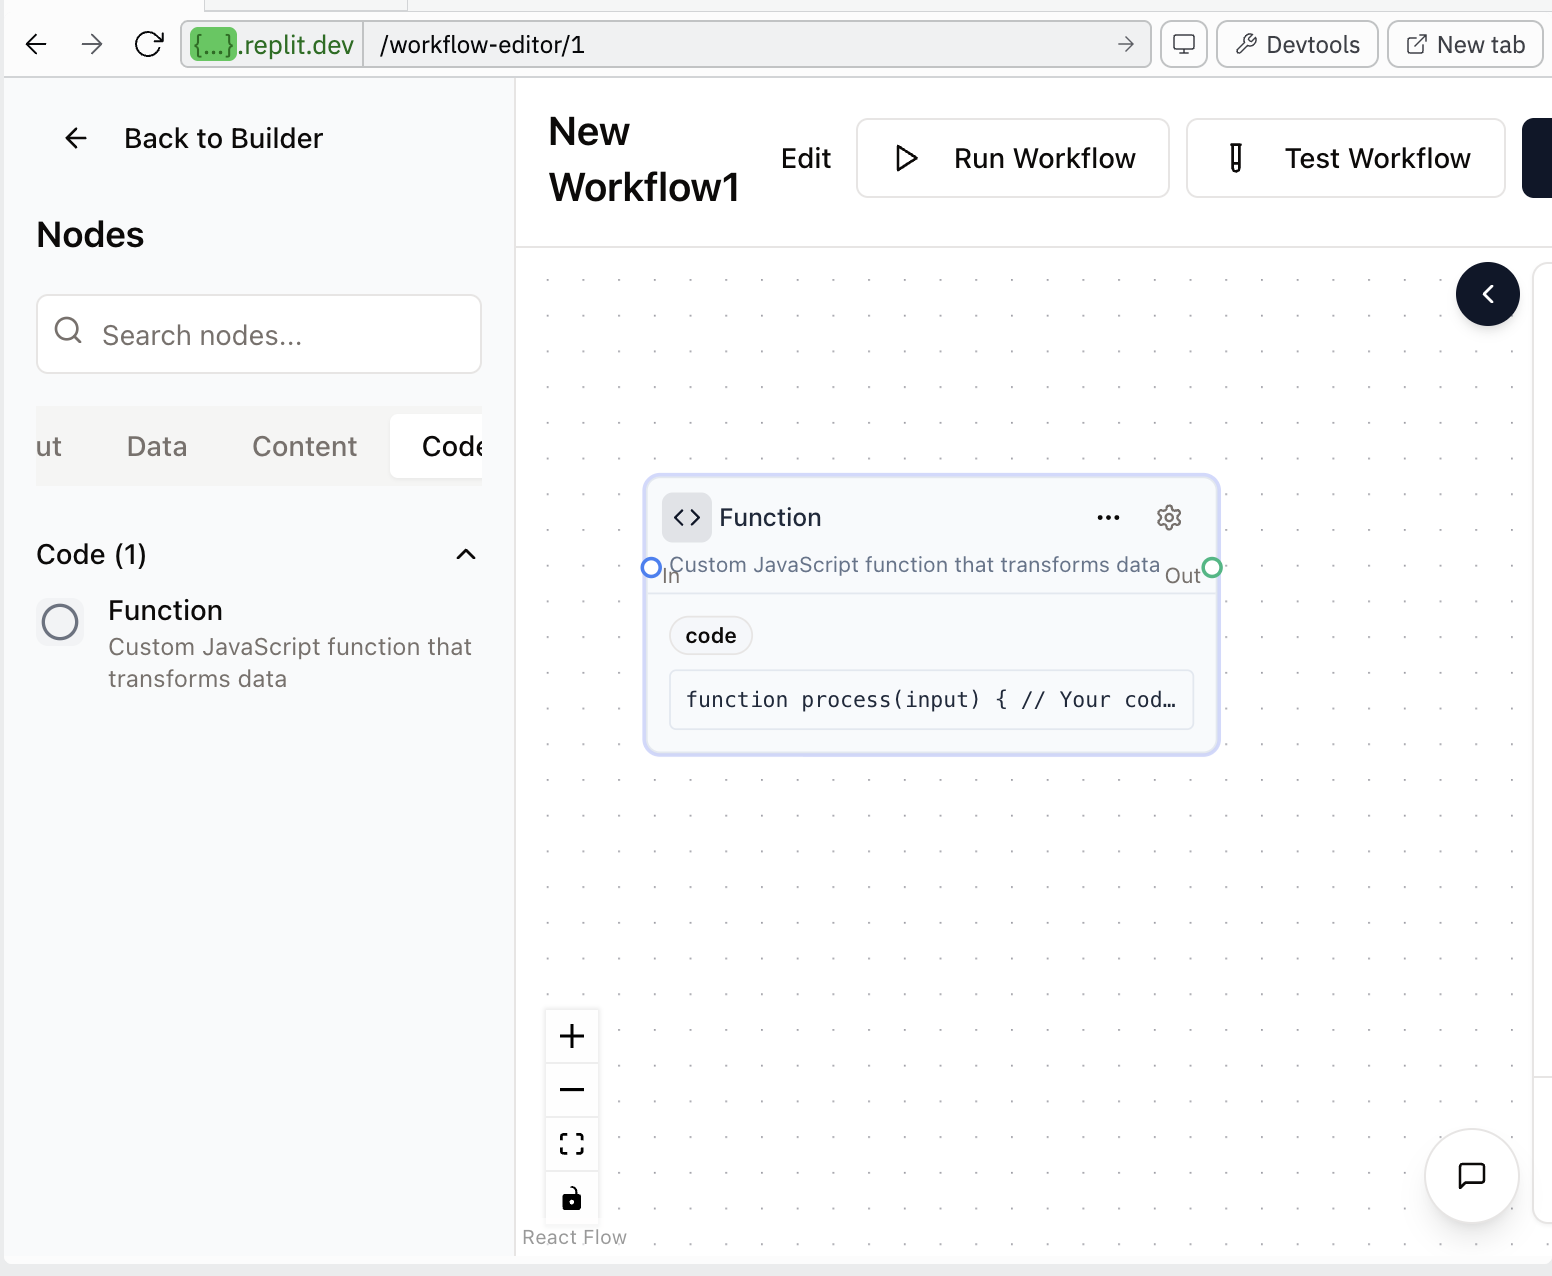 {...}.replit.dev
/workflow-editor/1
Devtools
New tab
Back to Builder
Nodes
Search nodes...
ut
Data
Content
Code
Code (1)
Function
Custom JavaScript function that
transforms data
New
Workflow1
Edit
Run Workflow
Test Workflow
Function
Custom JavaScript function that transforms data
In
Out
code
function process(input) { // Your cod…
React Flow